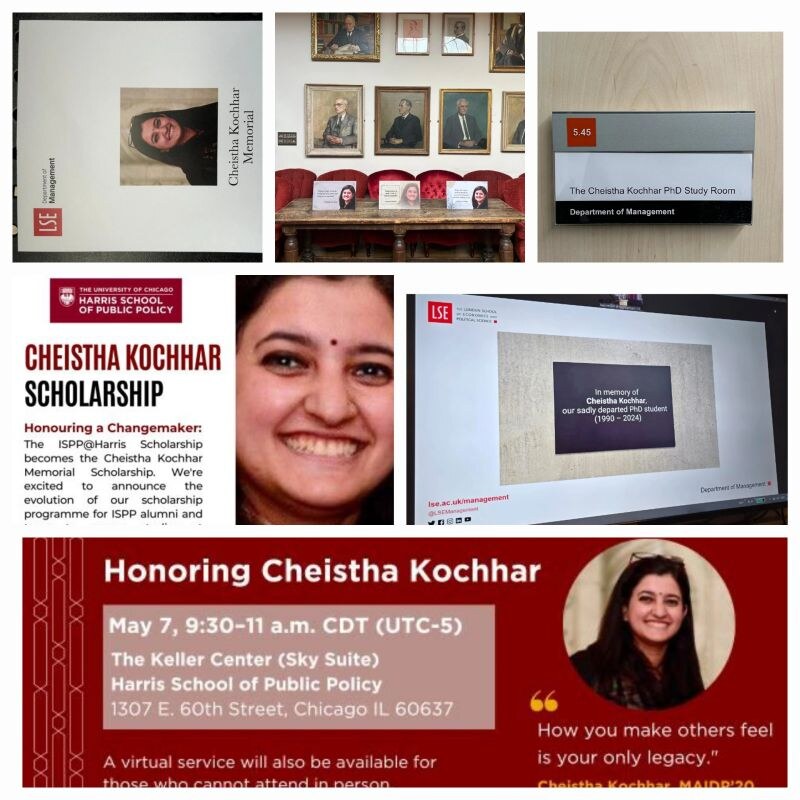 LSE
Department of
Management
Cheistha Kochhar
Memorial
5.45
The Cheistha Kochhar PhD Study Room
Department of Management
THE UNIVERSITY OF CHICAGO
HARRIS SCHOOL
OF PUBLIC POLICY
CHEISTHA KOCHHAR
SCHOLARSHIP
Honouring a Changemaker:
The ISPP@Harris Scholarship
becomes the Cheistha Kochhar
Memorial Scholarship. We're
excited to announce the
evolution of our scholarship
programme for ISPP alumni and
LSE
THE LONDON SCHOOL
OF ECONOMICS AND
POLITICAL SCIENCE
In memory of
Cheistha Kochhar,
our sadly departed PhD student
(1990 – 2024)
lse.ac.uk/management
@LSEManagement
Department of Management
Honoring Cheistha Kochhar
May 7, 9:30–11 a.m. CDT (UTC-5)
The Keller Center (Sky Suite)
Harris School of Public Policy
1307 E. 60th Street, Chicago IL 60637
A virtual service will also be available for
those who cannot attend in person
“
How you make others feel
is your only legacy."
Cheistha Kochhar, MAIDP'20